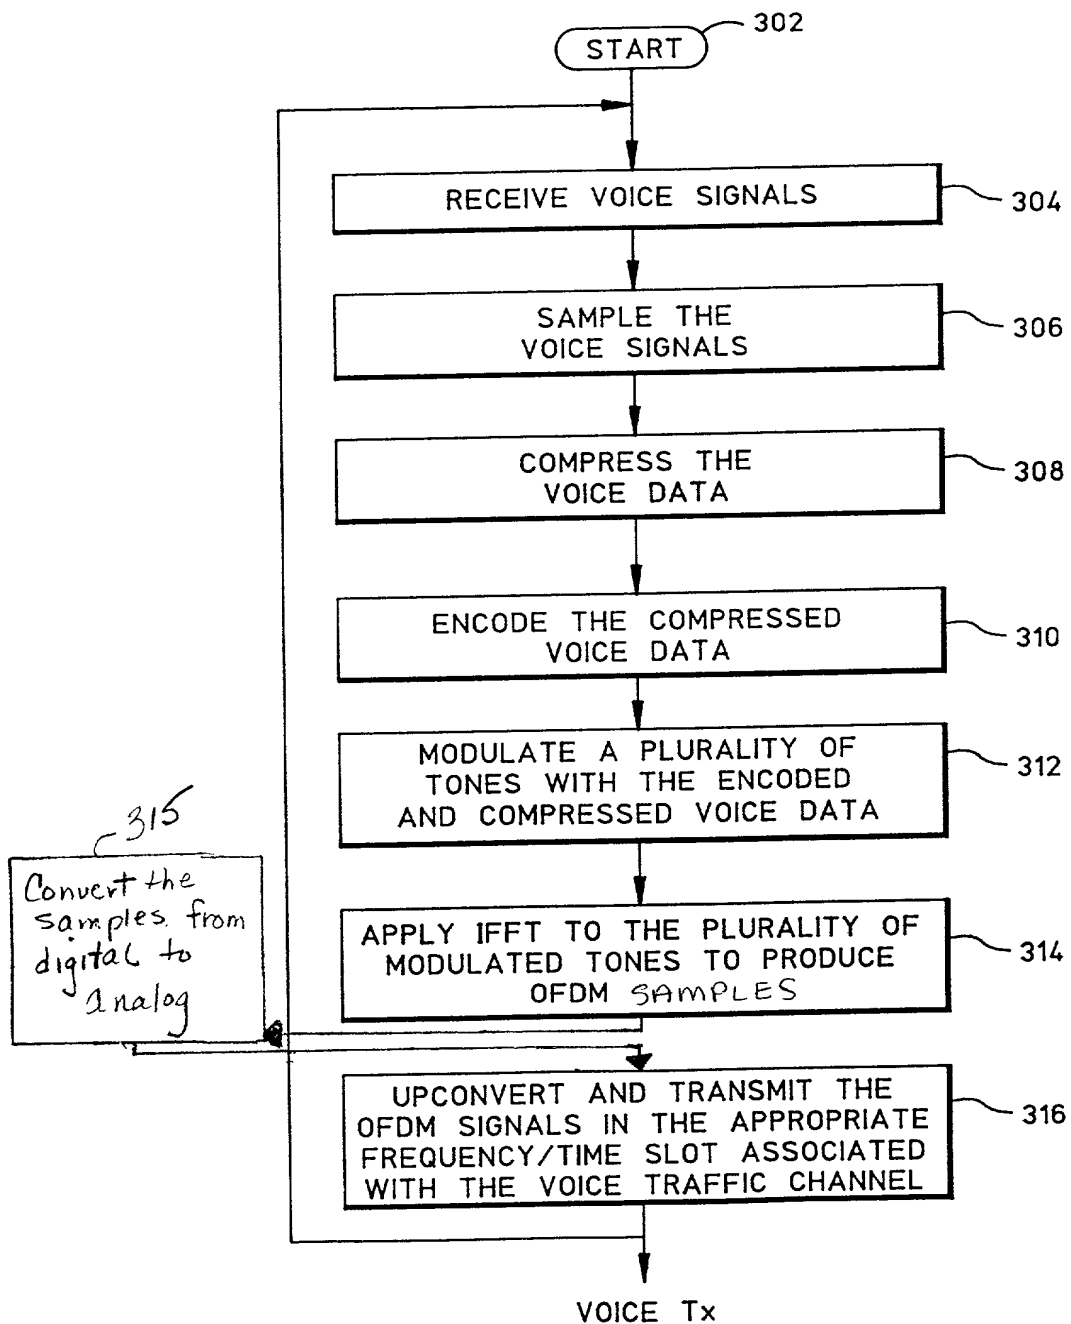 302
START
RECEIVE VOICE SIGNALS
304
SAMPLE THE
VOICE SIGNALS
306
COMPRESS THE
VOICE DATA
308
ENCODE THE COMPRESSED
VOICE DATA
310
MODULATE A PLURALITY OF
TONES WITH THE ENCODED
AND COMPRESSED VOICE DATA
312
315
Convert the
samples from
digital to
analog
APPLY IFFT TO THE PLURALITY OF
MODULATED TONES TO PRODUCE
OFDM SAMPLES
314
UPCONVERT AND TRANSMIT THE
OFDM SIGNALS IN THE APPROPRIATE
FREQUENCY/TIME SLOT ASSOCIATED
WITH THE VOICE TRAFFIC CHANNEL
316
VOICE Tx